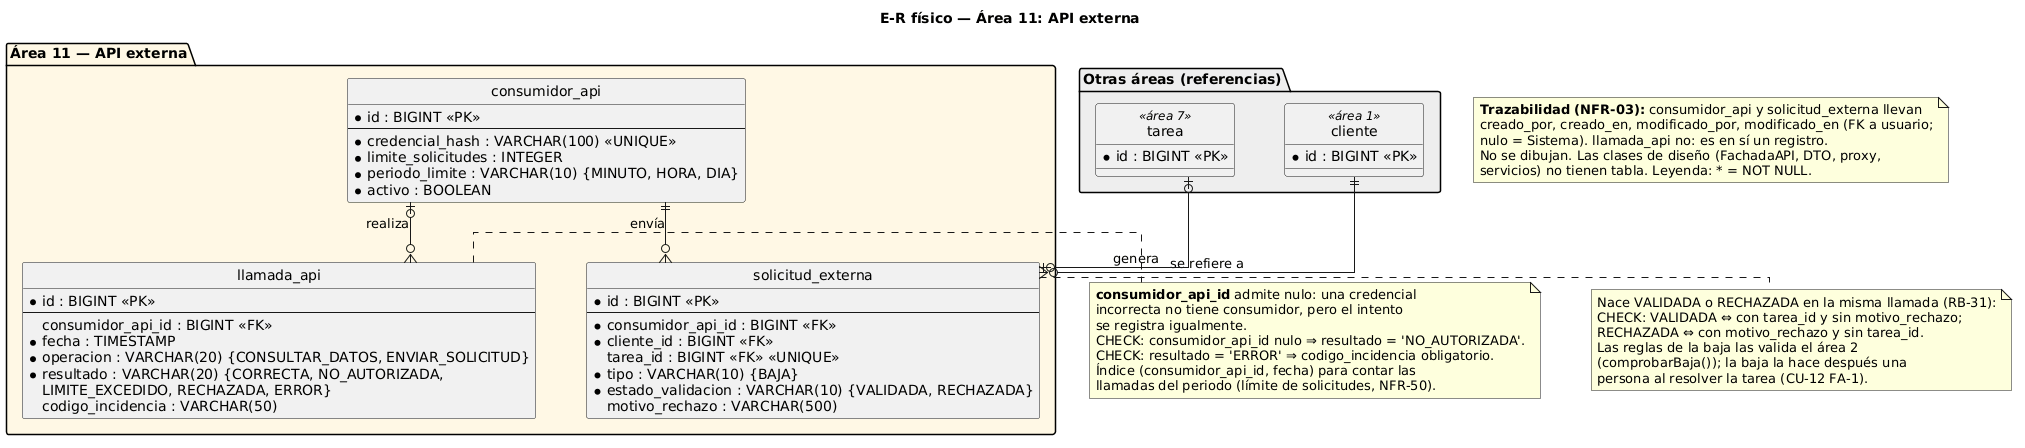 E-R físico — Área 11: API externa
Área 11 — API externa
consumidor_api
id : BIGINT «PK»
credencial_hash : VARCHAR(100) «UNIQUE»
limite_solicitudes : INTEGER
periodo_limite : VARCHAR(10) {MINUTO, HORA, DIA}
activo : BOOLEAN
realiza
envía
llamada_api
id : BIGINT «PK»
consumidor_api_id : BIGINT «FK»
fecha : TIMESTAMP
operacion : VARCHAR(20) {CONSULTAR_DATOS, ENVIAR_SOLICITUD}
resultado : VARCHAR(20) {CORRECTA, NO_AUTORIZADA,
LIMITE_EXCEDIDO, RECHAZADA, ERROR}
codigo_incidencia : VARCHAR(50)
solicitud_externa
id : BIGINT «PK»
consumidor_api_id : BIGINT «FK»
cliente_id : BIGINT «FK»
tarea_id : BIGINT «FK» «UNIQUE»
tipo : VARCHAR(10) {BAJA}
estado_validacion : VARCHAR(10) {VALIDADA, RECHAZADA}
motivo_rechazo : VARCHAR(500)
Otras áreas (referencias)
«área 7»
tarea
id : BIGINT «PK»
«área 1»
cliente
id : BIGINT «PK»
genera
se refiere a
Trazabilidad (NFR-03): consumidor_api y solicitud_externa llevan
creado_por, creado_en, modificado_por, modificado_en (FK a usuario;
nulo = Sistema). llamada_api no: es en sí un registro.
No se dibujan. Las clases de diseño (FachadaAPI, DTO, proxy,
servicios) no tienen tabla. Leyenda: * = NOT NULL.
consumidor_api_id admite nulo: una credencial
incorrecta no tiene consumidor, pero el intento
se registra igualmente.
CHECK: consumidor_api_id nulo ⇒ resultado = 'NO_AUTORIZADA'.
CHECK: resultado = 'ERROR' ⇒ codigo_incidencia obligatorio.
Índice (consumidor_api_id, fecha) para contar las
llamadas del periodo (límite de solicitudes, NFR-50).
Nace VALIDADA o RECHAZADA en la misma llamada (RB-31):
CHECK: VALIDADA ⇔ con tarea_id y sin motivo_rechazo;
RECHAZADA ⇔ con motivo_rechazo y sin tarea_id.
Las reglas de la baja las valida el área 2
(comprobarBaja()); la baja la hace después una
persona al resolver la tarea (CU-12 FA-1).